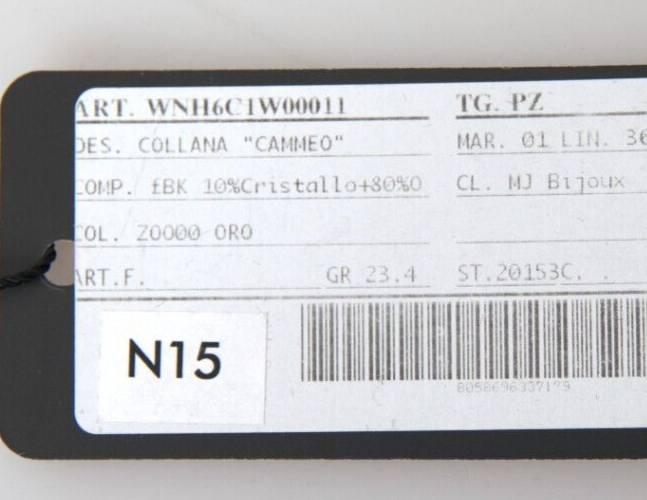 ART. WNH6C1W00011 TG. PZ
DES. COLLANA "CAMMEO" MAR. 01 LIN. 36
COMP. fBK 10%Cristallo+80%O CL. MJ Bijoux
COL. Z0000 ORO
ART.F. GR 23.4 ST.20153C. .
N15